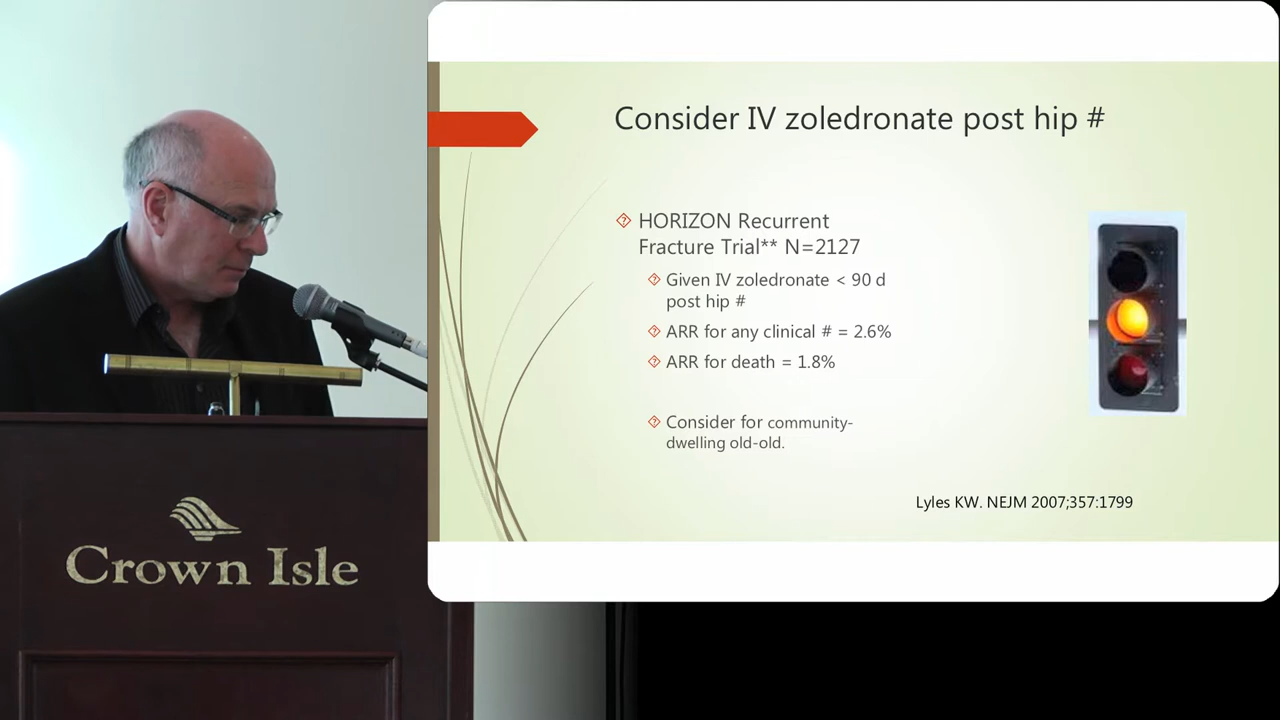 Consider IV zoledronate post hip #
HORIZON Recurrent
Fracture Trial** N=2127
Given IV zoledronate < 90 d
post hip #
ARR for any clinical # = 2.6%
ARR for death = 1.8%
Consider for community-
dwelling old-old.
Lyles KW. NEJM 2007;357:1799
Crown Isle